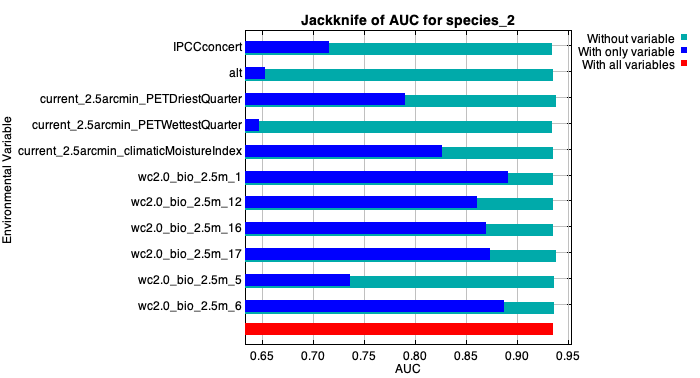 Jackknife of AUC for species_2
Without variable
With only variable
With all variables
Environmental Variable
IPCCconcert
alt
current_2.5arcmin_PETDriestQuarter
current_2.5arcmin_PETWettestQuarter
current_2.5arcmin_climaticMoistureIndex
wc2.0_bio_2.5m_1
wc2.0_bio_2.5m_12
wc2.0_bio_2.5m_16
wc2.0_bio_2.5m_17
wc2.0_bio_2.5m_5
wc2.0_bio_2.5m_6
0.65 0.70 0.75 0.80 0.85 0.90 0.95
AUC